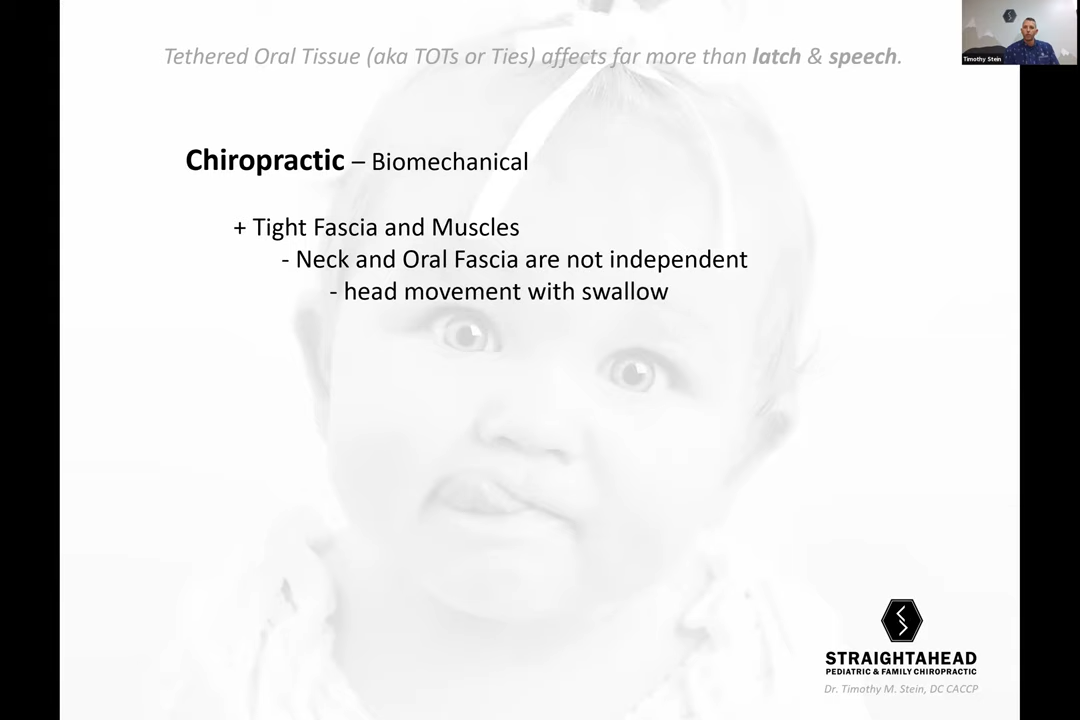 Timothy Stein
Tethered Oral Tissue (aka TOTs or Ties) affects far more than latch & speech.
Chiropractic – Biomechanical
+ Tight Fascia and Muscles
- Neck and Oral Fascia are not independent
- head movement with swallow
STRAIGHTAHEAD
PEDIATRIC & FAMILY CHIROPRACTIC
Dr. Timothy M. Stein, DC CACCP